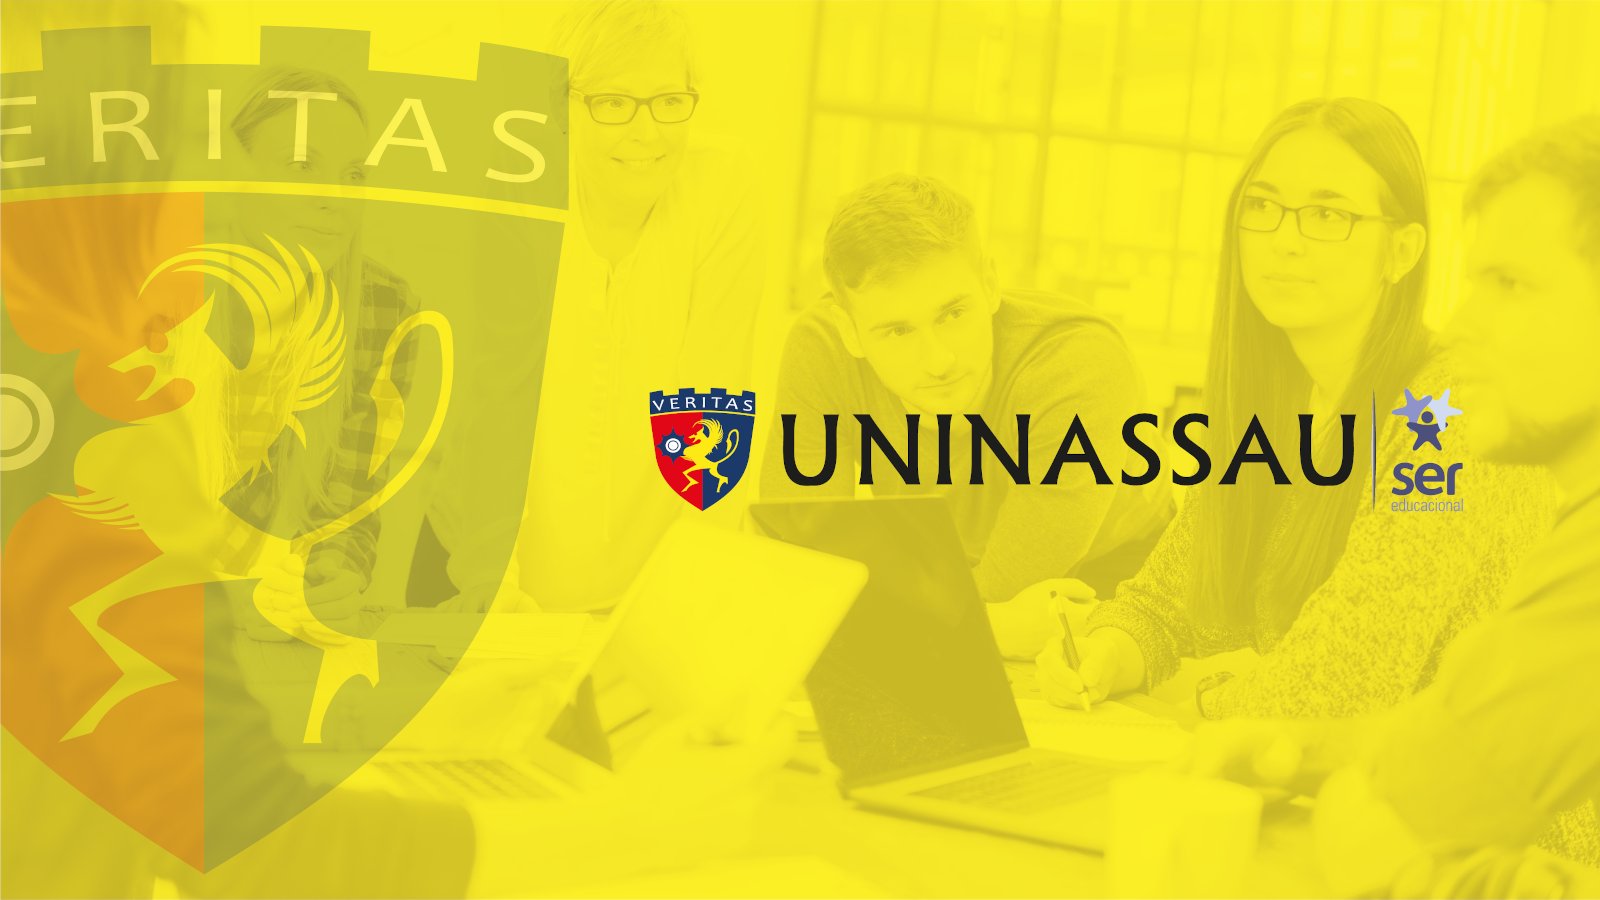 ERITAS
VERITAS
UNINASSAU
ser
educacional